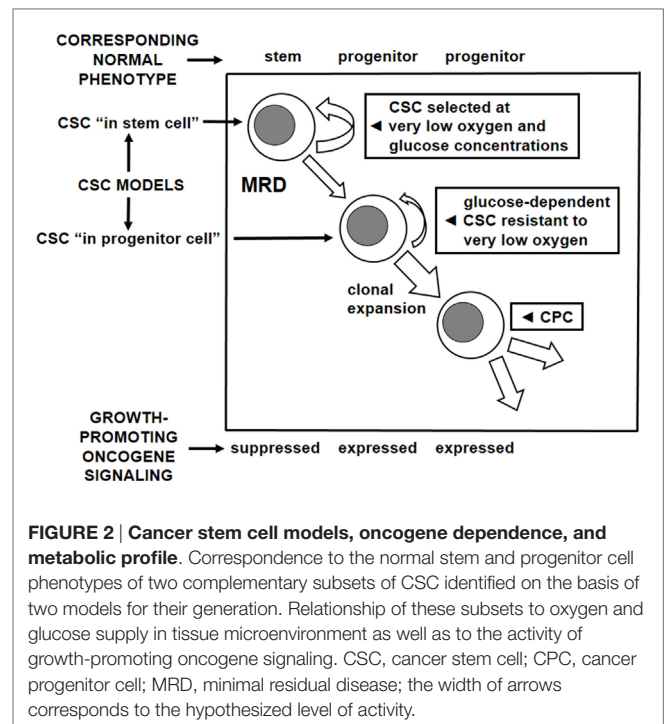 CORRESPONDING
NORMAL
PHENOTYPE
stem progenitor progenitor
CSC “in stem cell”
CSC MODELS
CSC “in progenitor cell”
◄ CSC selected at
very low oxygen and
glucose concentrations
MRD
glucose-dependent
◄ CSC resistant to
very low oxygen
clonal
expansion
◄ CPC
GROWTH-
PROMOTING
ONCOGENE
SIGNALING
suppressed expressed expressed
FIGURE 2 | Cancer stem cell models, oncogene dependence, and
metabolic profile. Correspondence to the normal stem and progenitor cell
phenotypes of two complementary subsets of CSC identified on the basis of
two models for their generation. Relationship of these subsets to oxygen and
glucose supply in tissue microenvironment as well as to the activity of
growth-promoting oncogene signaling. CSC, cancer stem cell; CPC, cancer
progenitor cell; MRD, minimal residual disease; the width of arrows
corresponds to the hypothesized level of activity.